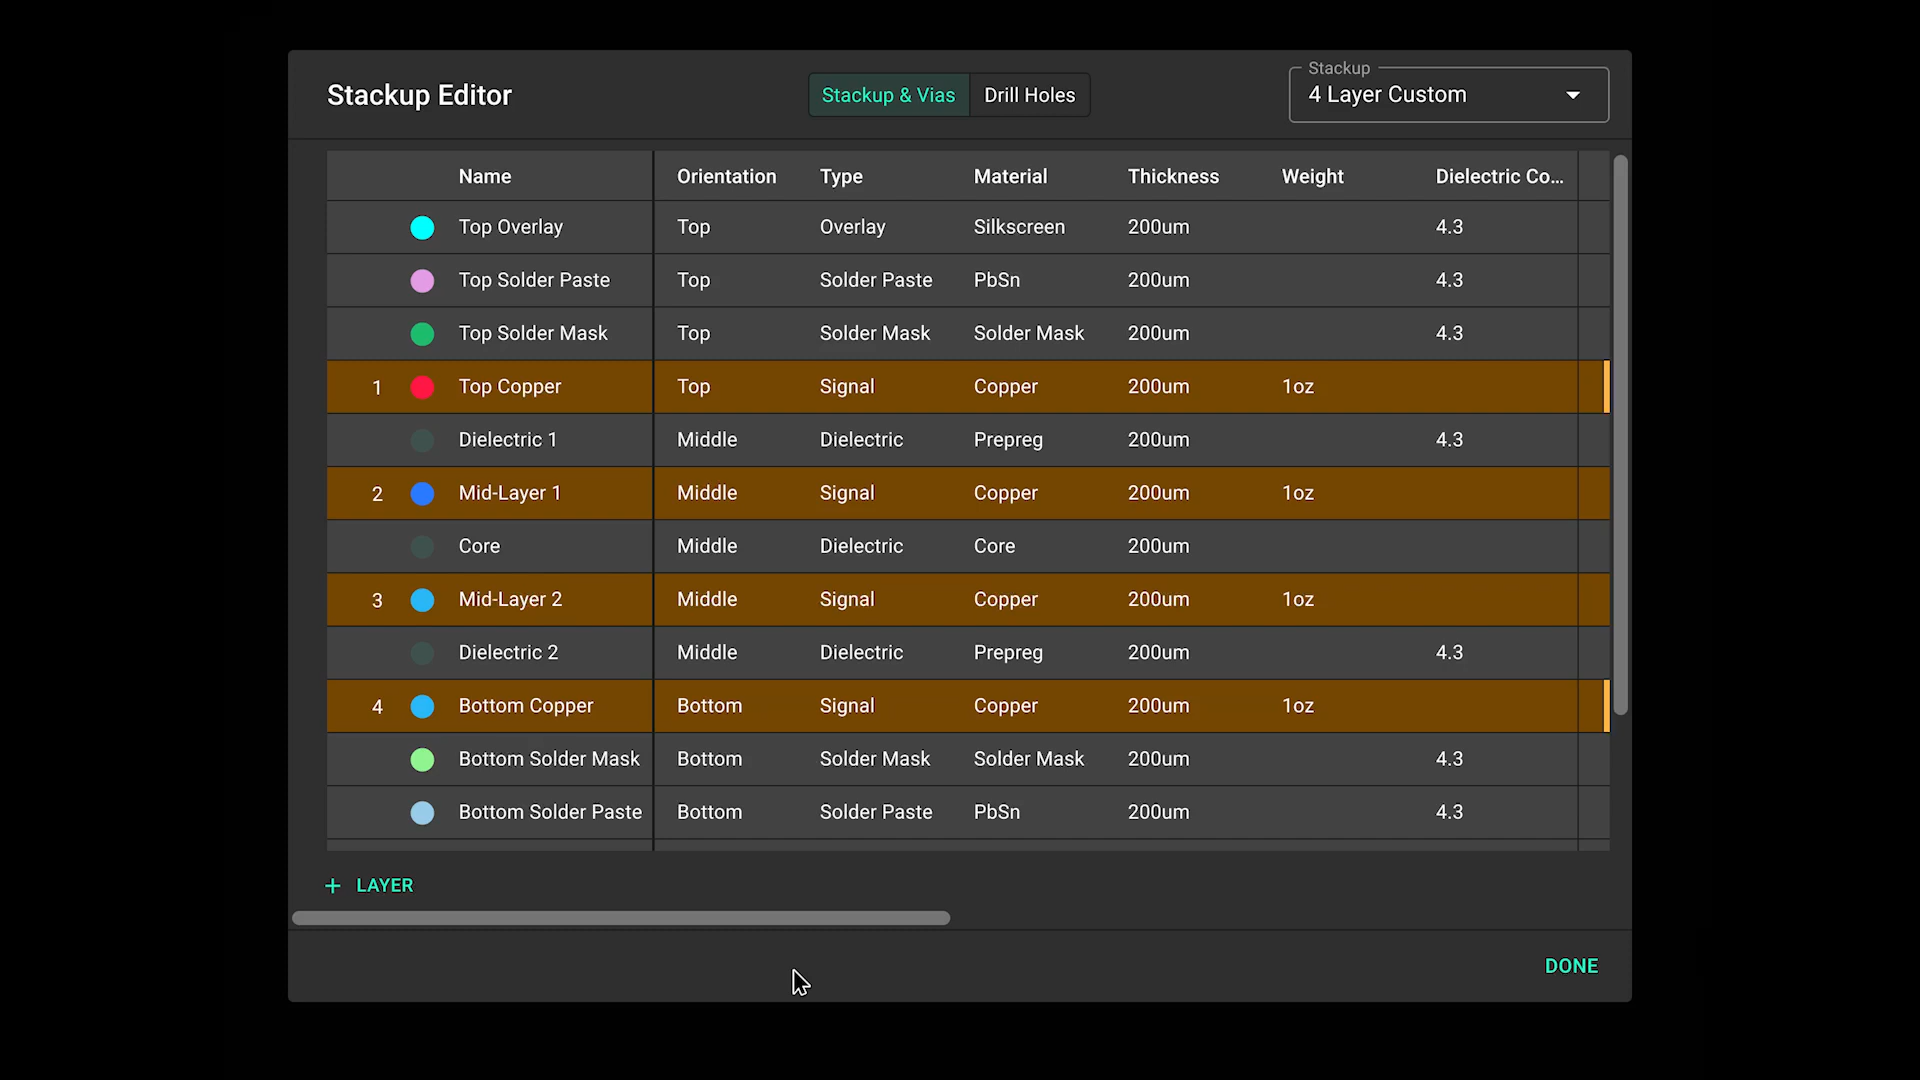 Stackup Editor
Stackup & Vias
Drill Holes
Stackup
4 Layer Custom
Name Orientation Type Material Thickness Weight Dielectric Co...
Top Overlay Top Overlay Silkscreen 200um 4.3
Top Solder Paste Top Solder Paste PbSn 200um 4.3
Top Solder Mask Top Solder Mask Solder Mask 200um 4.3
1 Top Copper Top Signal Copper 200um 1oz
Dielectric 1 Middle Dielectric Prepreg 200um 4.3
2 Mid-Layer 1 Middle Signal Copper 200um 1oz
Core Middle Dielectric Core 200um
3 Mid-Layer 2 Middle Signal Copper 200um 1oz
Dielectric 2 Middle Dielectric Prepreg 200um 4.3
4 Bottom Copper Bottom Signal Copper 200um 1oz
Bottom Solder Mask Bottom Solder Mask Solder Mask 200um 4.3
Bottom Solder Paste Bottom Solder Paste PbSn 200um 4.3
+ LAYER
DONE